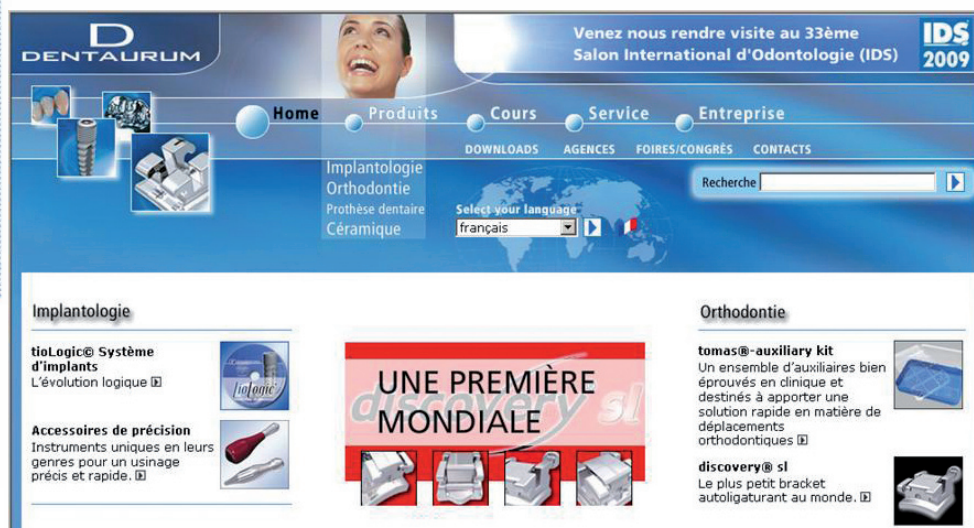 D
DENTAURUM
Venez nous rendre visite au 33ème
Salon International d'Odontologie (IDS)
IDS
2009
Home
Produits
Cours
Service
Entreprise
DOWNLOADS
AGENCES
FOIRES/CONGRÈS
CONTACTS
Implantologie
Orthodontie
Prothèse dentaire
Céramique
Recherche
Select your language
français
Implantologie
tioLogic© Système
d'implants
L'évolution logique
tioLogic
Accessoires de précision
Instruments uniques en leurs
genres pour un usinage
précis et rapide.
UNE PREMIÈRE
MONDIALE
discovery sl
Orthodontie
tomas®-auxiliary kit
Un ensemble d'auxiliaires bien
éprouvés en clinique et
destinés à apporter une
solution rapide en matière de
déplacements
orthodontiques
discovery® sl
Le plus petit bracket
autoligaturant au monde.